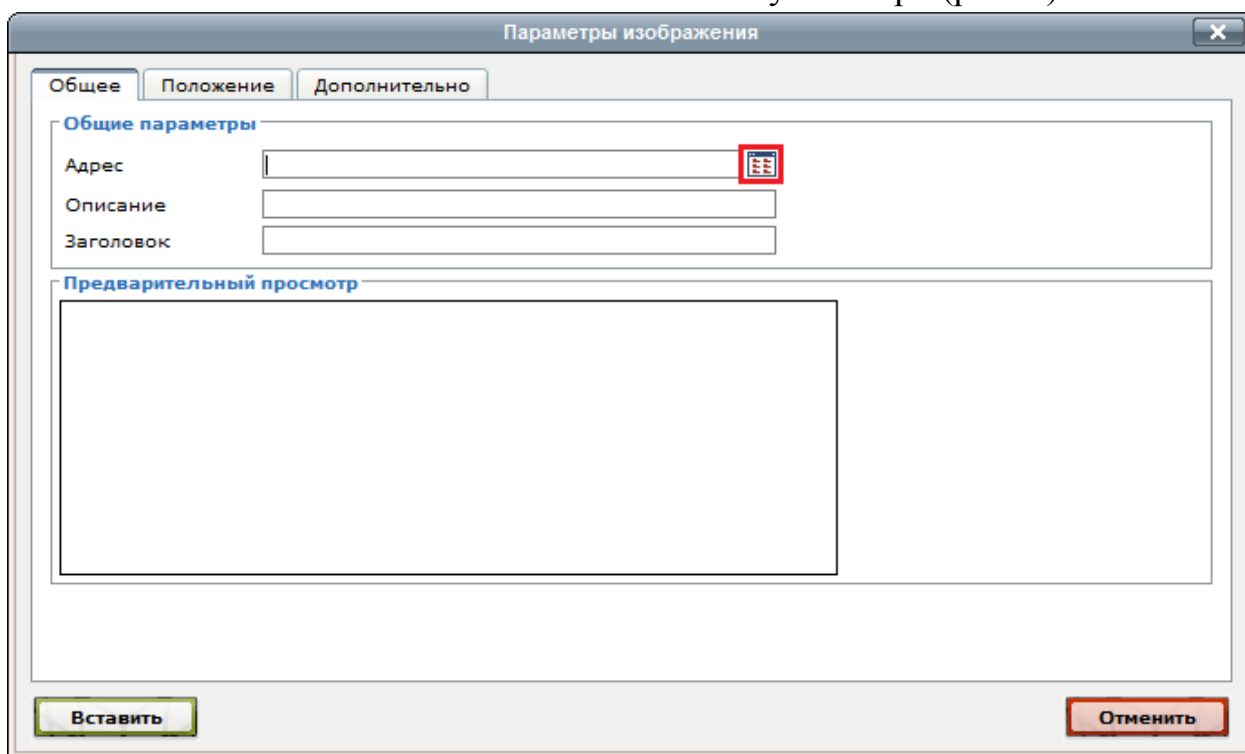 Параметры изображения
Общее Положение Дополнительно
Общие параметры
Адрес
Описание
Заголовок
Предварительный просмотр
Вставить Отменить